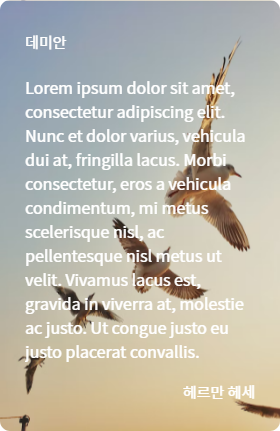 데미안
Lorem ipsum dolor sit amet,
consectetur adipiscing elit.
Nunc et dolor varius, vehicula
dui at, fringilla lacus. Morbi
consectetur, eros a vehicula
condimentum, mi metus
scelerisque nisl, ac
pellentesque nisl metus ut
velit. Vivamus lacus est,
gravida in viverra at, molestie
ac justo. Ut congue justo eu
justo placerat convallis.
헤르만 헤세